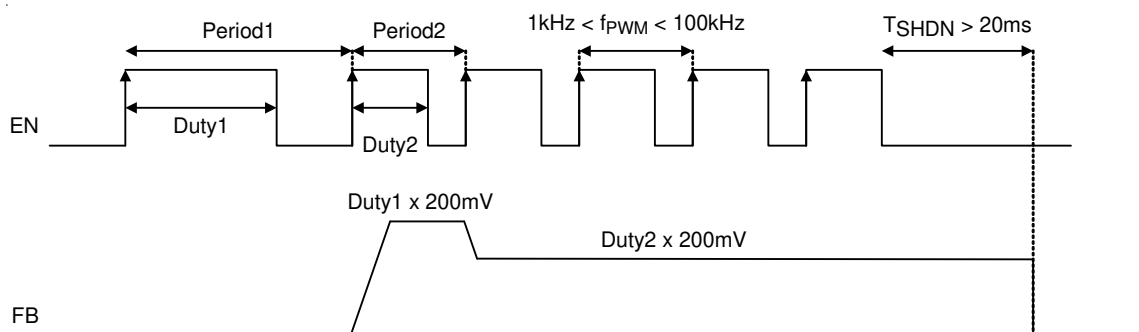 Period1
Period2
1kHz < fPWM < 100kHz
TSHDN > 20ms
EN
Duty1
Duty2
Duty1 x 200mV
Duty2 x 200mV
FB